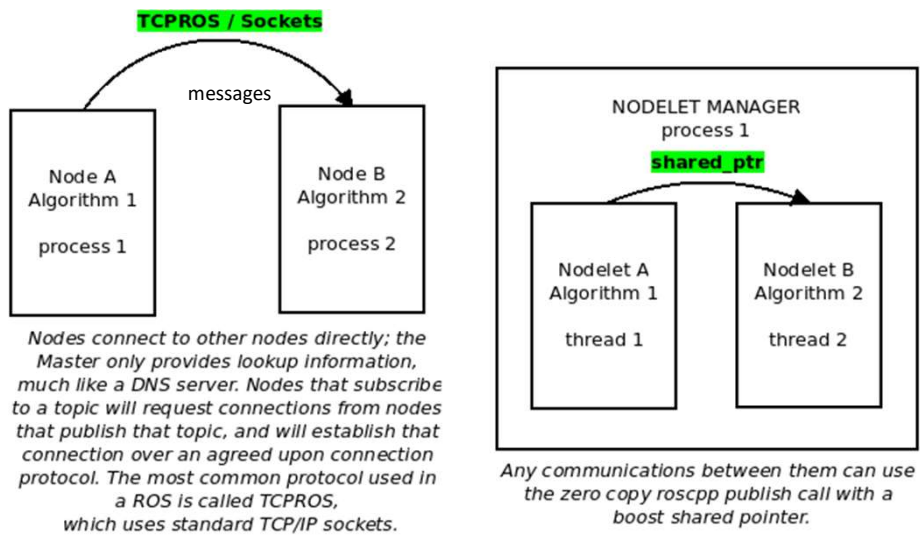 TCPROS / Sockets
messages
Node A
Algorithm 1
process 1
Node B
Algorithm 2
process 2
Nodes connect to other nodes directly; the
Master only provides lookup information,
much like a DNS server. Nodes that subscribe
to a topic will request connections from nodes
that publish that topic, and will establish that
connection over an agreed upon connection
protocol. The most common protocol used in
a ROS is called TCPROS,
which uses standard TCP/IP sockets.
NODELET MANAGER
process 1
shared_ptr
Nodelet A
Algorithm 1
thread 1
Nodelet B
Algorithm 2
thread 2
Any communications between them can use
the zero copy roscpp publish call with a
boost shared pointer.